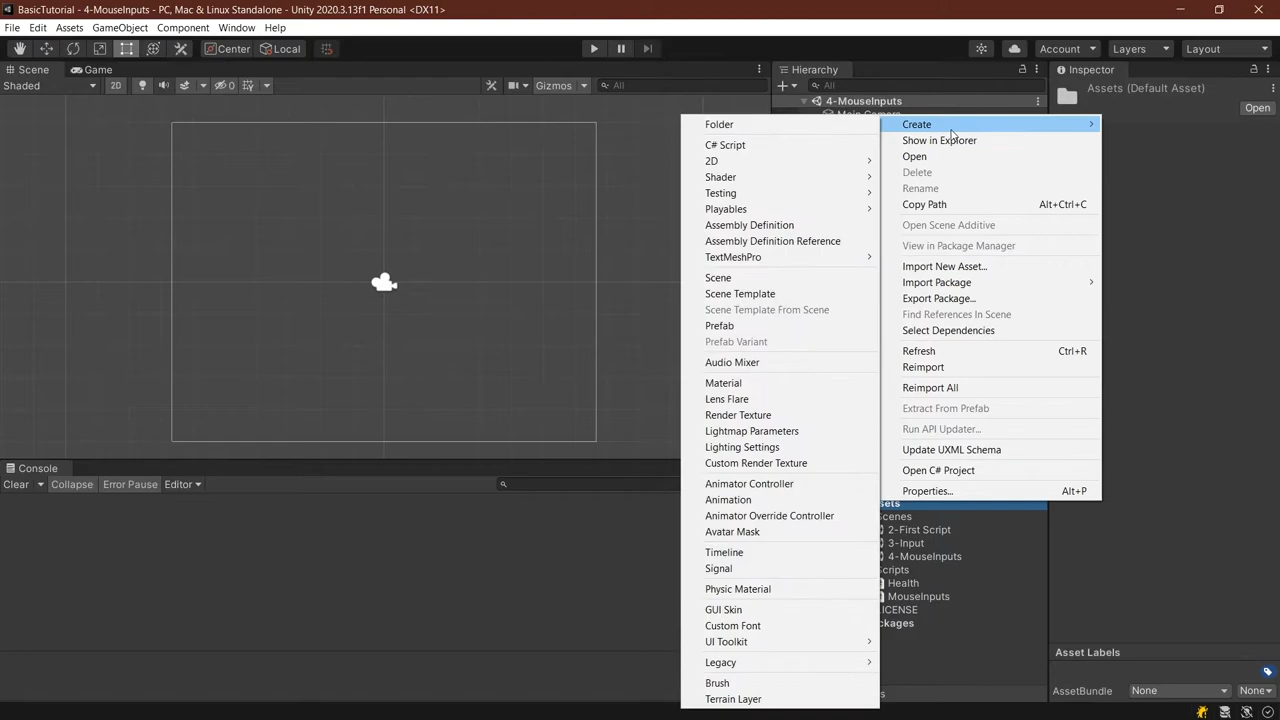 BasicTutorial - 4-MouseInputs - PC, Mac & Linux Standalone - Unity 2020.3.13f1 Personal <DX11>
File Edit Assets GameObject Component Window Help
Center Local Account Layers Layout
Scene Game Hierarchy Inspector
Shaded 2D 0 Gizmos All All
Assets (Default Asset)
Open
4-MouseInputs
Folder
C# Script
2D
Shader
Testing
Playables
Assembly Definition
Assembly Definition Reference
TextMeshPro
Scene
Scene Template
Scene Template From Scene
Prefab
Prefab Variant
Audio Mixer
Material
Lens Flare
Render Texture
Lightmap Parameters
Lighting Settings
Custom Render Texture
Animator Controller
Animation
Animator Override Controller
Avatar Mask
Timeline
Signal
Physic Material
GUI Skin
Custom Font
UI Toolkit
Legacy
Brush
Terrain Layer
Create
Show in Explorer
Open
Delete
Rename
Copy Path Alt+Ctrl+C
Open Scene Additive
View in Package Manager
Import New Asset...
Import Package
Export Package...
Find References In Scene
Select Dependencies
Refresh Ctrl+R
Reimport
Reimport All
Extract From Prefab
Run API Updater...
Update UXML Schema
Open C# Project
Properties... Alt+P
Console
Clear Collapse Error Pause Editor
sets
cenes
2-First Script
3-Input
4-MouseInputs
cripts
Health
MouseInputs
ICENSE
ckages
s
Asset Labels
AssetBundle None None